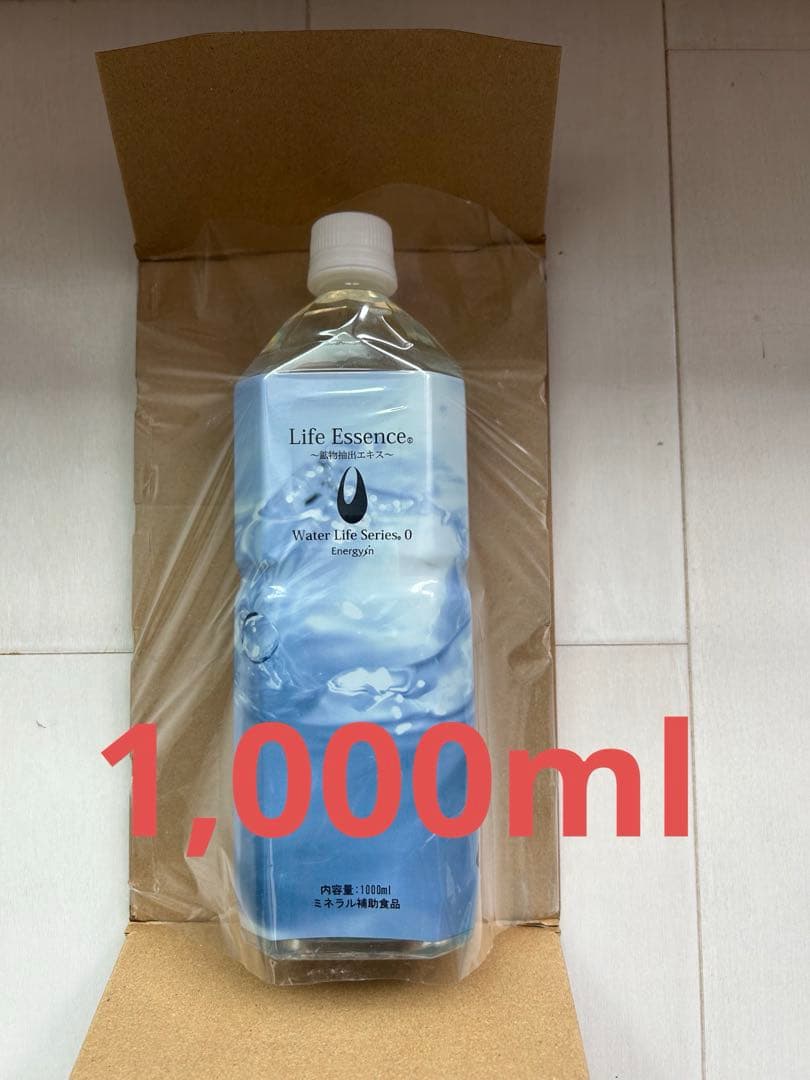 Life Essence®
～鉱物抽出エキス～
Water Life Series® 0
Energy in
1,000ml
内容量:1000ml
ミネラル補助食品